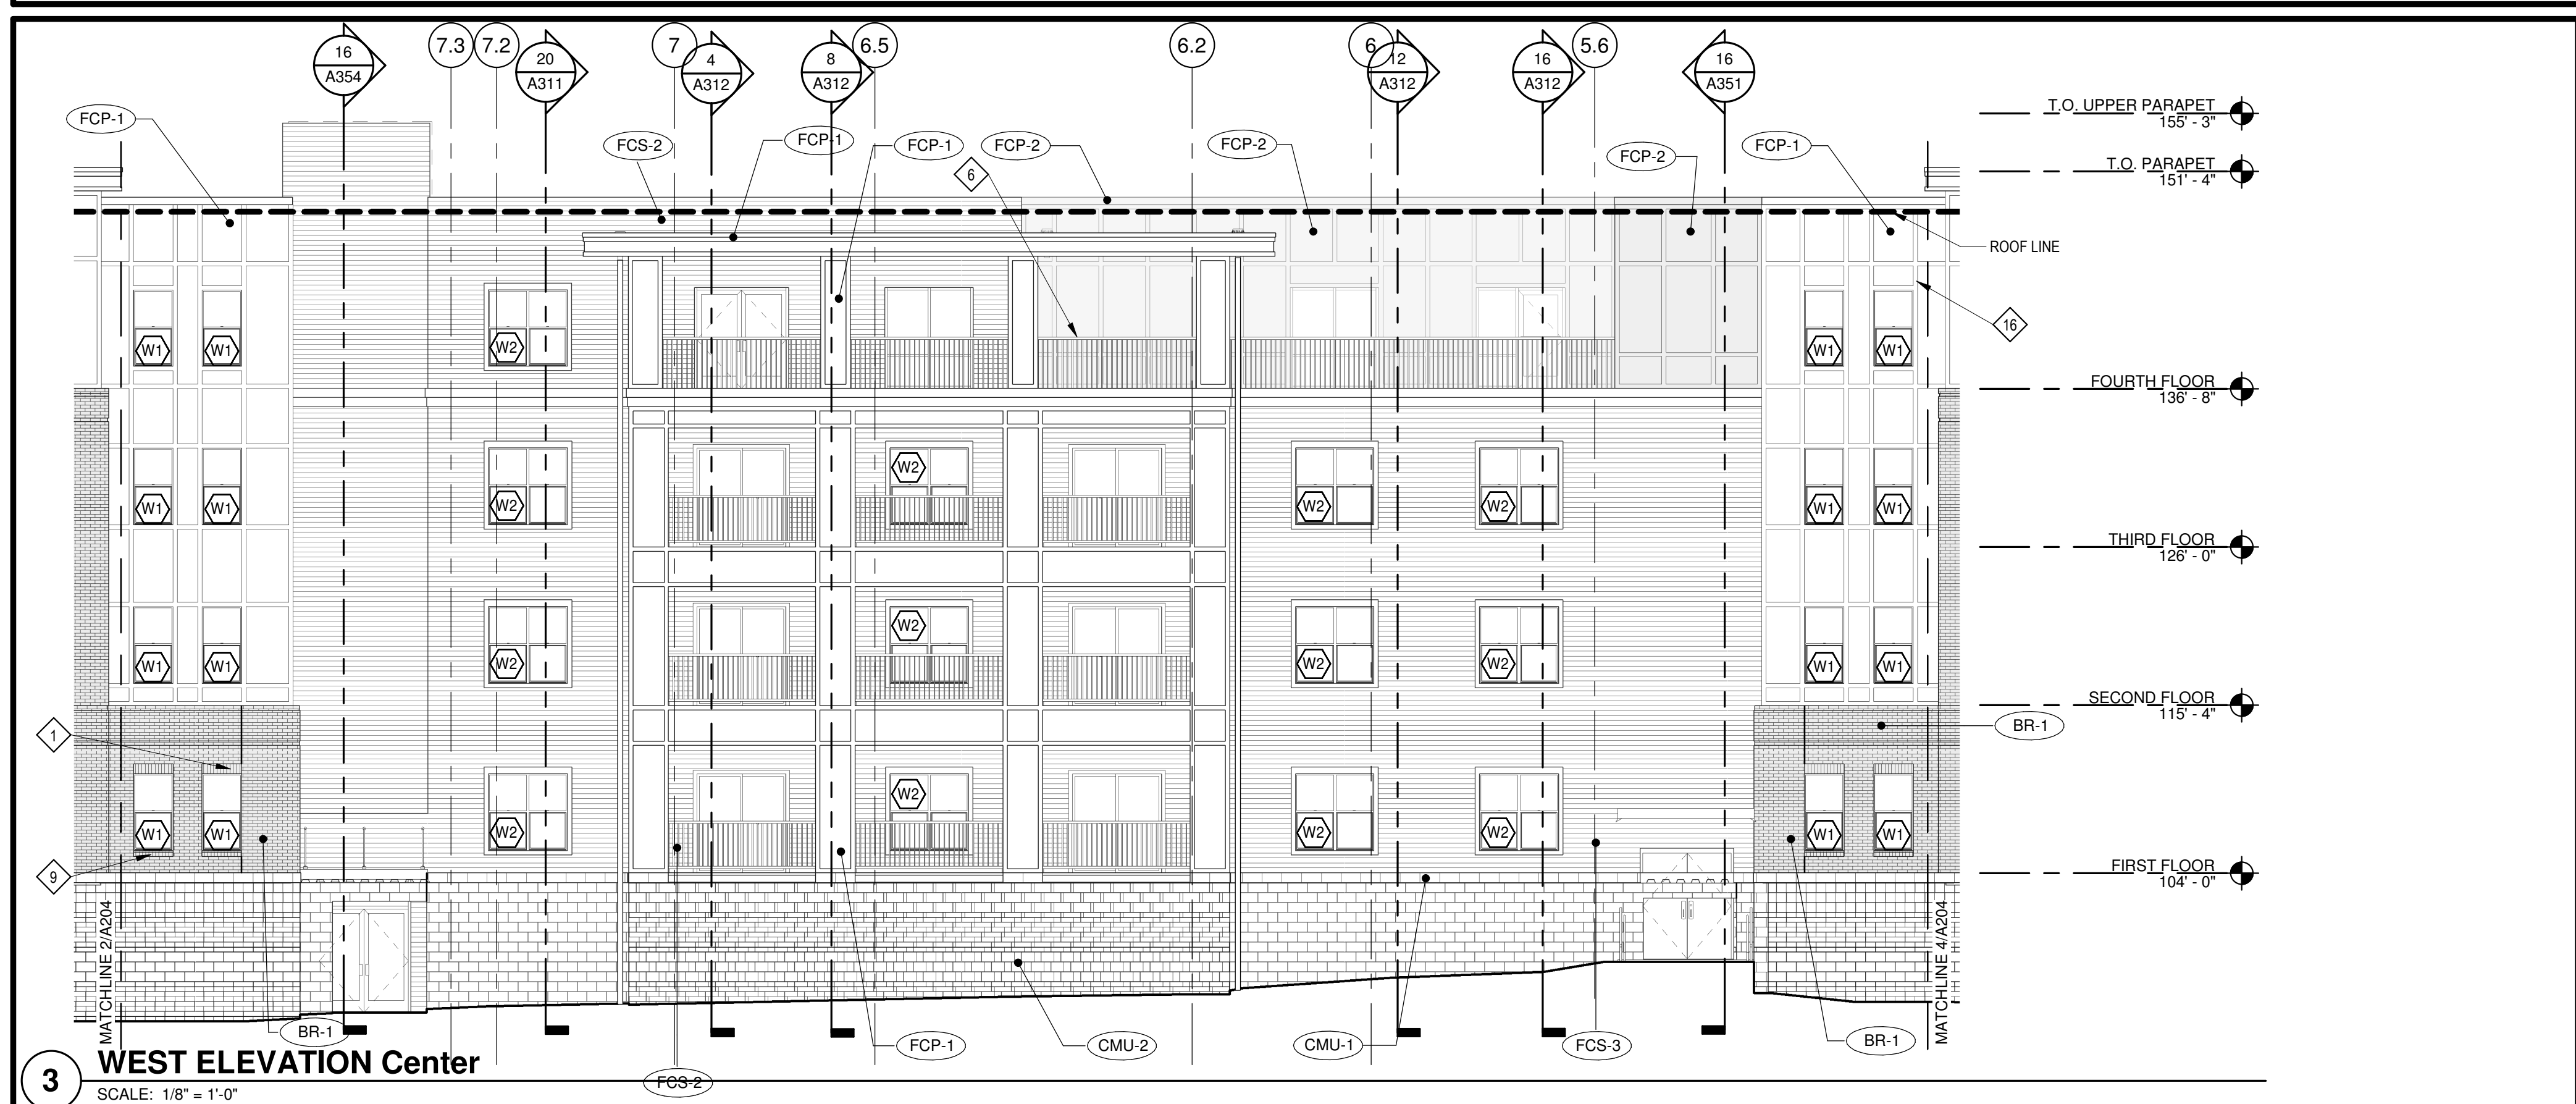 16
A354
7.3
7.2
20
A311
7
4
A312
8
A312
6.5
6.2
6
12
A312
16
A312
5.6
16
A351
T.O. UPPER PARAPET
155' - 3"
FCP-1
FCS-2
FCP-1
FCP-1
FCP-2
FCP-2
FCP-2
FCP-1
6
T.O. PARAPET
151' - 4"
ROOF LINE
16
W1
W1
W2
W1
W1
FOURTH FLOOR
136' - 8"
W2
W1
W1
W2
W2
W2
W1
W1
THIRD FLOOR
126' - 0"
W2
W1
W1
W2
W2
W2
W1
W1
SECOND FLOOR
115' - 4"
1
BR-1
W2
W1
W1
W2
W2
W2
W1
W1
9
FIRST FLOOR
104' - 0"
MATCHLINE 2/A204
MATCHLINE 4/A204
BR-1
FCP-1
CMU-2
CMU-1
FCS-3
BR-1
FCS-2
3
WEST ELEVATION Center
SCALE: 1/8" = 1'-0"